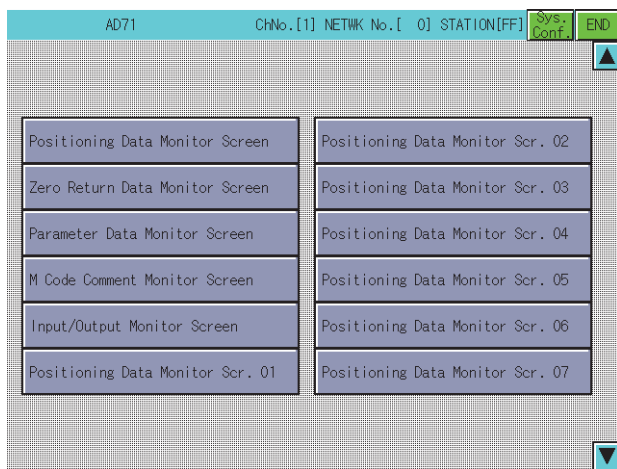 AD71 ChNo.[1] NETWK No.[ 0] STATION[FF] Sys. Conf. END
Positioning Data Monitor Screen
Zero Return Data Monitor Screen
Parameter Data Monitor Screen
M Code Comment Monitor Screen
Input/Output Monitor Screen
Positioning Data Monitor Scr. 01
Positioning Data Monitor Scr. 02
Positioning Data Monitor Scr. 03
Positioning Data Monitor Scr. 04
Positioning Data Monitor Scr. 05
Positioning Data Monitor Scr. 06
Positioning Data Monitor Scr. 07